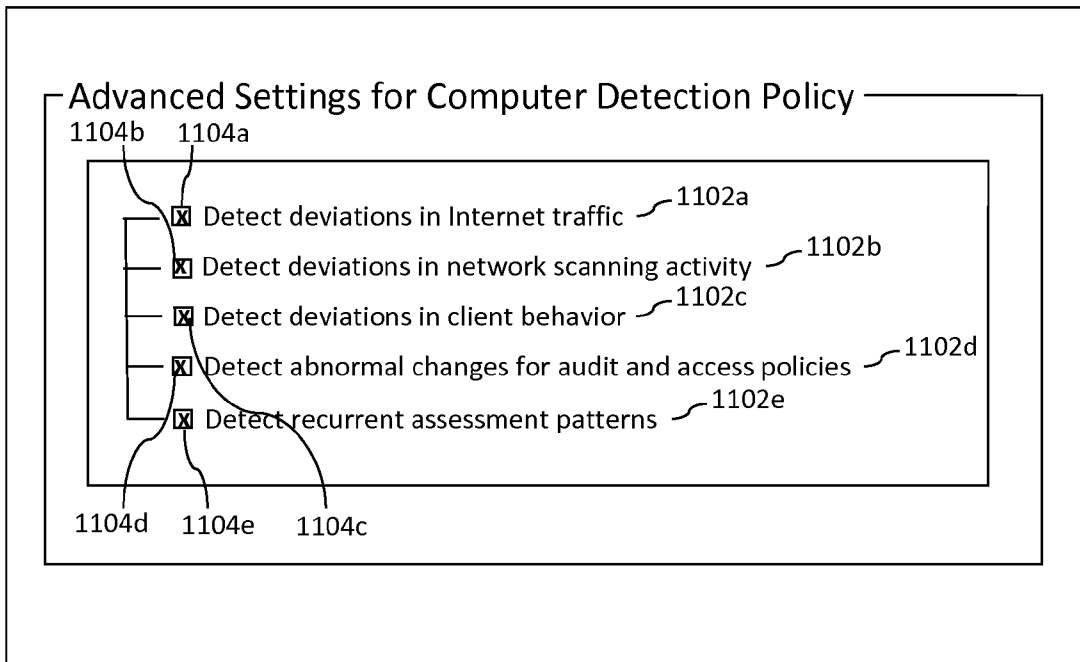 Advanced Settings for Computer Detection Policy
1104b 1104a
X Detect deviations in Internet traffic 1102a
X Detect deviations in network scanning activity 1102b
X Detect deviations in client behavior 1102c
X Detect abnormal changes for audit and access policies 1102d
X Detect recurrent assessment patterns 1102e
1104d 1104e 1104c